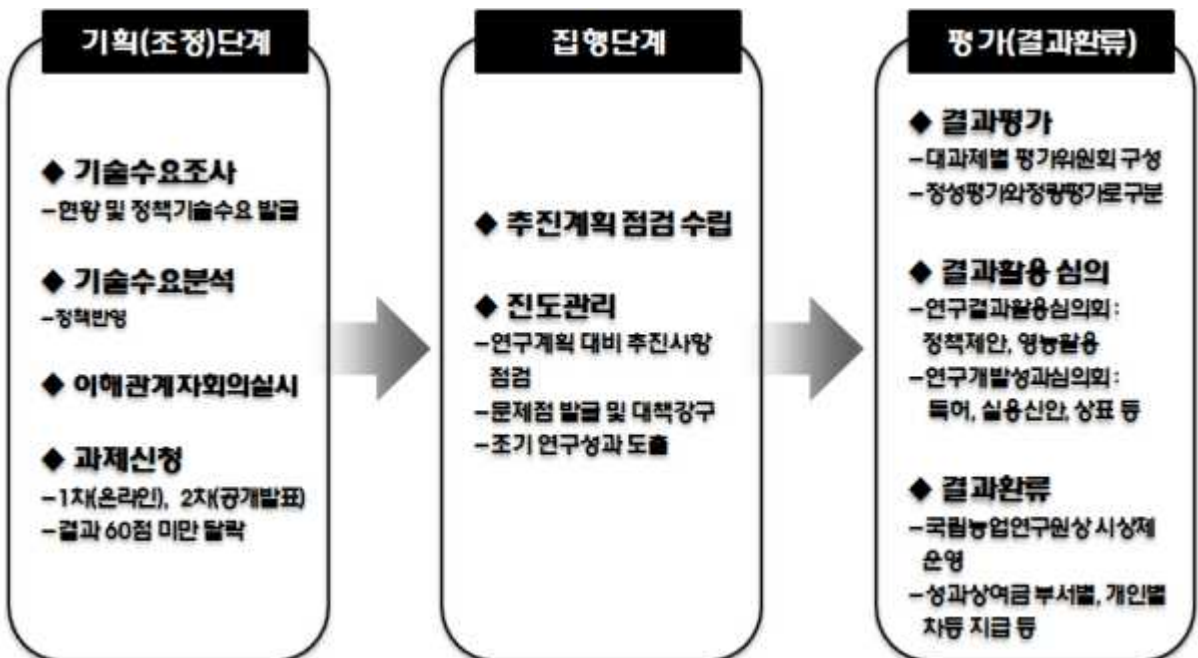 기획(조정)단계
◆ 기술수요조사
-현황 및 정책기술수요 발굴
◆ 기술수요분석
-정책반영
◆ 이해관계자회의실시
◆ 과제신청
-1차(온라인), 2차(공개발표)
-결과 60점 미만 탈락
집행단계
◆ 추진계획 점검 수립
◆ 진도관리
-연구계획 대비 추진사항
점검
-문제점 발굴 및 대책강구
-조기 연구성과 도출
평가(결과환류)
◆ 결과평가
-대과제별 평가위원회 구성
-정성평가와정량평가로구분
◆ 결과활용 심의
-연구결과활용심의회 :
정책제안, 영농활용
-연구개발성과심의회 :
특허, 실용신안, 상표 등
◆ 결과환류
-국립농업연구원상 시상제
운영
-성과상여금 부서별, 개인별
차등 지급 등